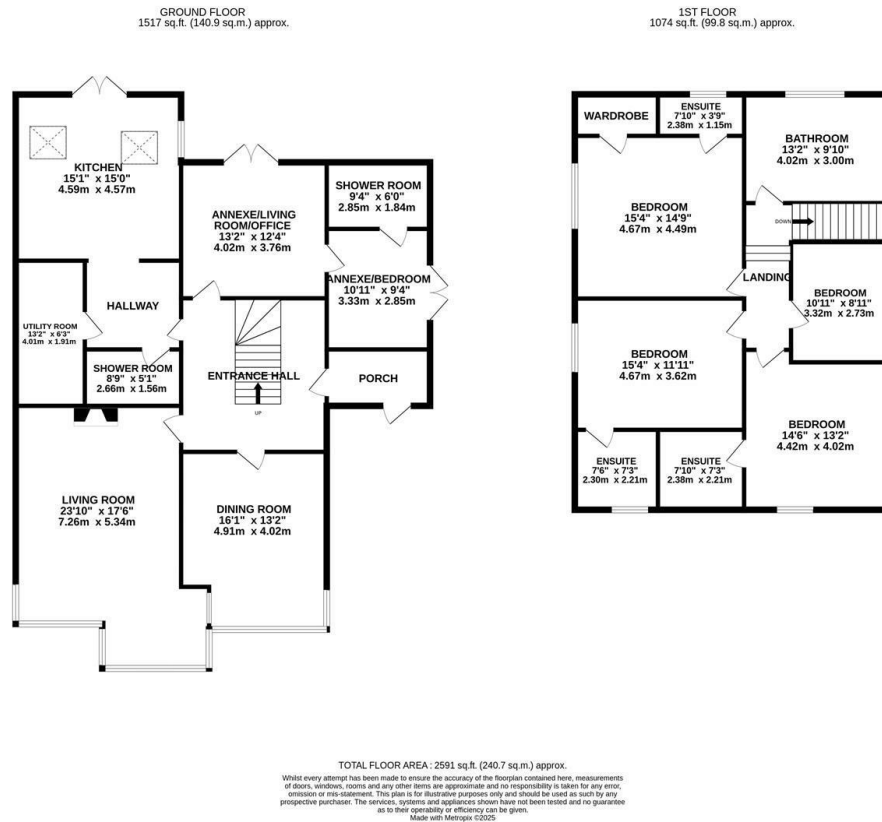 GROUND FLOOR
1517 sq.ft. (140.9 sq.m.) approx.
1ST FLOOR
1074 sq.ft. (99.8 sq.m.) approx.
KITCHEN
15'1" x 15'0"
4.59m x 4.57m
ANNEXE/LIVING
ROOM/OFFICE
13'2" x 12'4"
4.02m x 3.76m
SHOWER ROOM
9'4" x 6'0"
2.85m x 1.84m
ANNEXE/BEDROOM
10'11" x 9'4"
3.33m x 2.85m
HALLWAY
UTILITY ROOM
13'2" x 6'3"
4.01m x 1.91m
SHOWER ROOM
8'9" x 5'1"
2.66m x 1.56m
ENTRANCE HALL
UP
PORCH
LIVING ROOM
23'10" x 17'6"
7.26m x 5.34m
DINING ROOM
16'1" x 13'2"
4.91m x 4.02m
WARDROBE
ENSUITE
7'10" x 3'9"
2.38m x 1.15m
BATHROOM
13'2" x 9'10"
4.02m x 3.00m
BEDROOM
15'4" x 14'9"
4.67m x 4.49m
DOWN
LANDING
BEDROOM
10'11" x 8'11"
3.32m x 2.73m
BEDROOM
15'4" x 11'11"
4.67m x 3.62m
BEDROOM
14'6" x 13'2"
4.42m x 4.02m
ENSUITE
7'6" x 7'3"
2.30m x 2.21m
ENSUITE
7'10" x 7'3"
2.38m x 2.21m
TOTAL FLOOR AREA : 2591 sq.ft. (240.7 sq.m.) approx.
Whilst every attempt has been made to ensure the accuracy of the floorplan contained here, measurements
of doors, windows, rooms and any other items are approximate and no responsibility is taken for any error,
omission or mis-statement. This plan is for illustrative purposes only and should be used as such by any
prospective purchaser. The services, systems and appliances shown have not been tested and no guarantee
as to their operability or efficiency can be given.
Made with Metropix ©2025